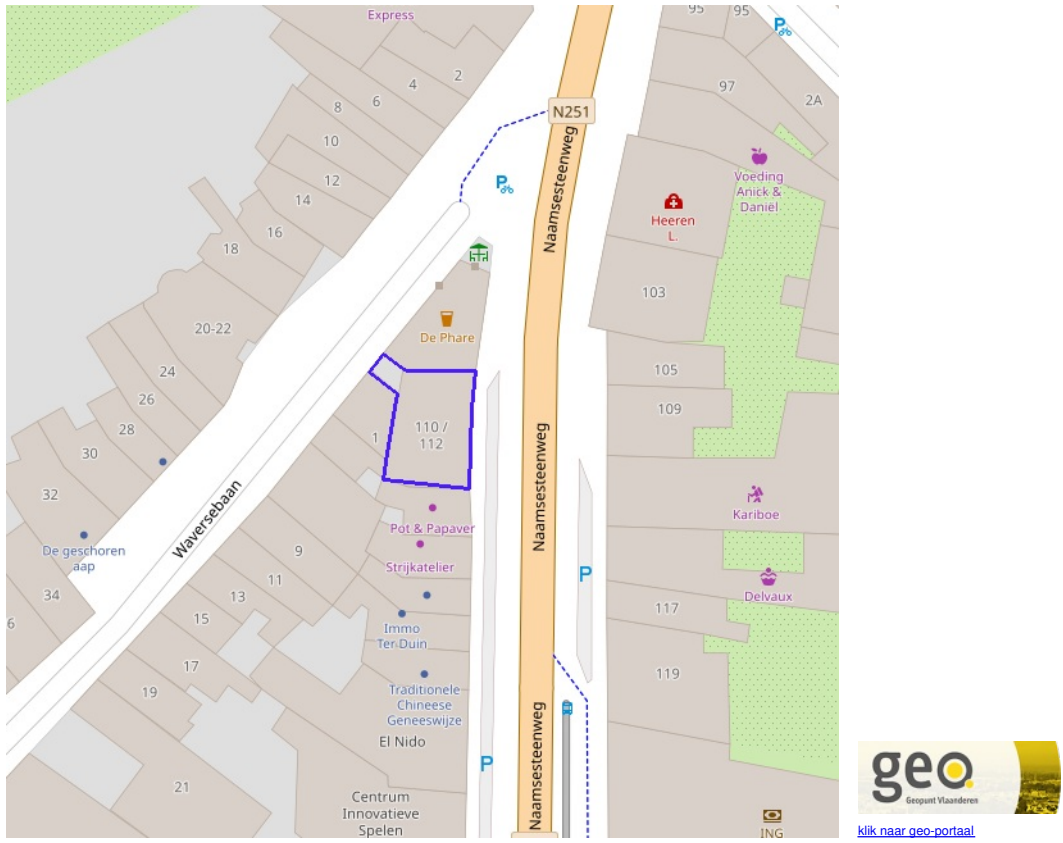 Express
95
95
2
4
6
8
97
2A
N251
10
12
14
16
18
Voeding
Anick &
Daniël
Heeren
L.
Naamsesteenweg
103
20-22
De Phare
24
105
26
109
28
1
110 /
112
30
32
Naamsesteenweg
Waversebaan
Pot & Papaver
Kariboe
De geschoren
aap
9
Strijkatelier
11
P
34
13
117
Delvaux
15
6
Immo
Ter Duin
17
119
19
Traditionele
Chineese
Geneeswijze
El Nido
Naamsesteenweg
P
21
Centrum
Innovatieve
Spelen
ING
geo.
Geopunt Vlaanderen
klik naar geo-portaal